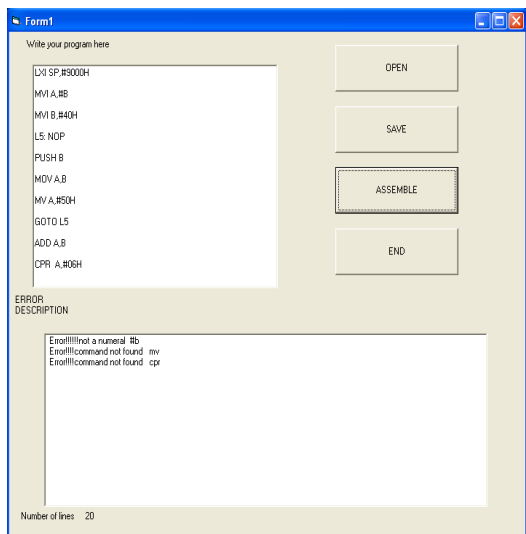 Form1
Write your program here
LXI SP,#9000H
MVI A,#B
MVI B,#40H
L5: NOP
PUSH B
MOV A,B
MV A,#50H
GOTO L5
ADD A,B
CPR A,#06H
OPEN
SAVE
ASSEMBLE
END
ERROR
DESCRIPTION
Error!!!!!!not a numeral #b
Error!!!!command not found mv
Error!!!!command not found cpr
Number of lines 20